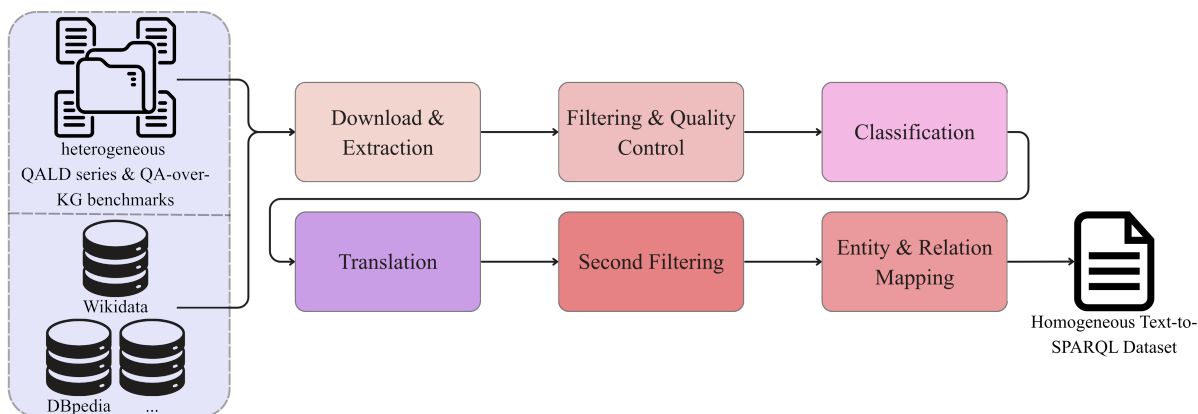 heterogeneous
QALD series & QA-over-
KG benchmarks
Wikidata
DBpedia
...
Download &
Extraction
Filtering & Quality
Control
Classification
Translation
Second Filtering
Entity & Relation
Mapping
Homogeneous Text-to-
SPARQL Dataset